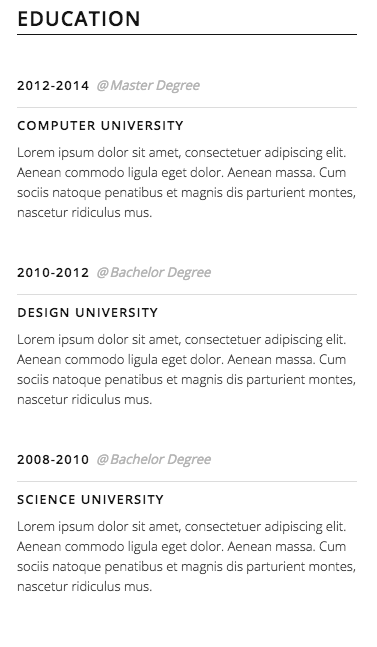 EDUCATION
2012-2014 @Master Degree
COMPUTER UNIVERSITY
Lorem ipsum dolor sit amet, consectetuer adipiscing elit.
Aenean commodo ligula eget dolor. Aenean massa. Cum
sociis natoque penatibus et magnis dis parturient montes,
nascetur ridiculus mus.
2010-2012 @Bachelor Degree
DESIGN UNIVERSITY
Lorem ipsum dolor sit amet, consectetuer adipiscing elit.
Aenean commodo ligula eget dolor. Aenean massa. Cum
sociis natoque penatibus et magnis dis parturient montes,
nascetur ridiculus mus.
2008-2010 @Bachelor Degree
SCIENCE UNIVERSITY
Lorem ipsum dolor sit amet, consectetuer adipiscing elit.
Aenean commodo ligula eget dolor. Aenean massa. Cum
sociis natoque penatibus et magnis dis parturient montes,
nascetur ridiculus mus.